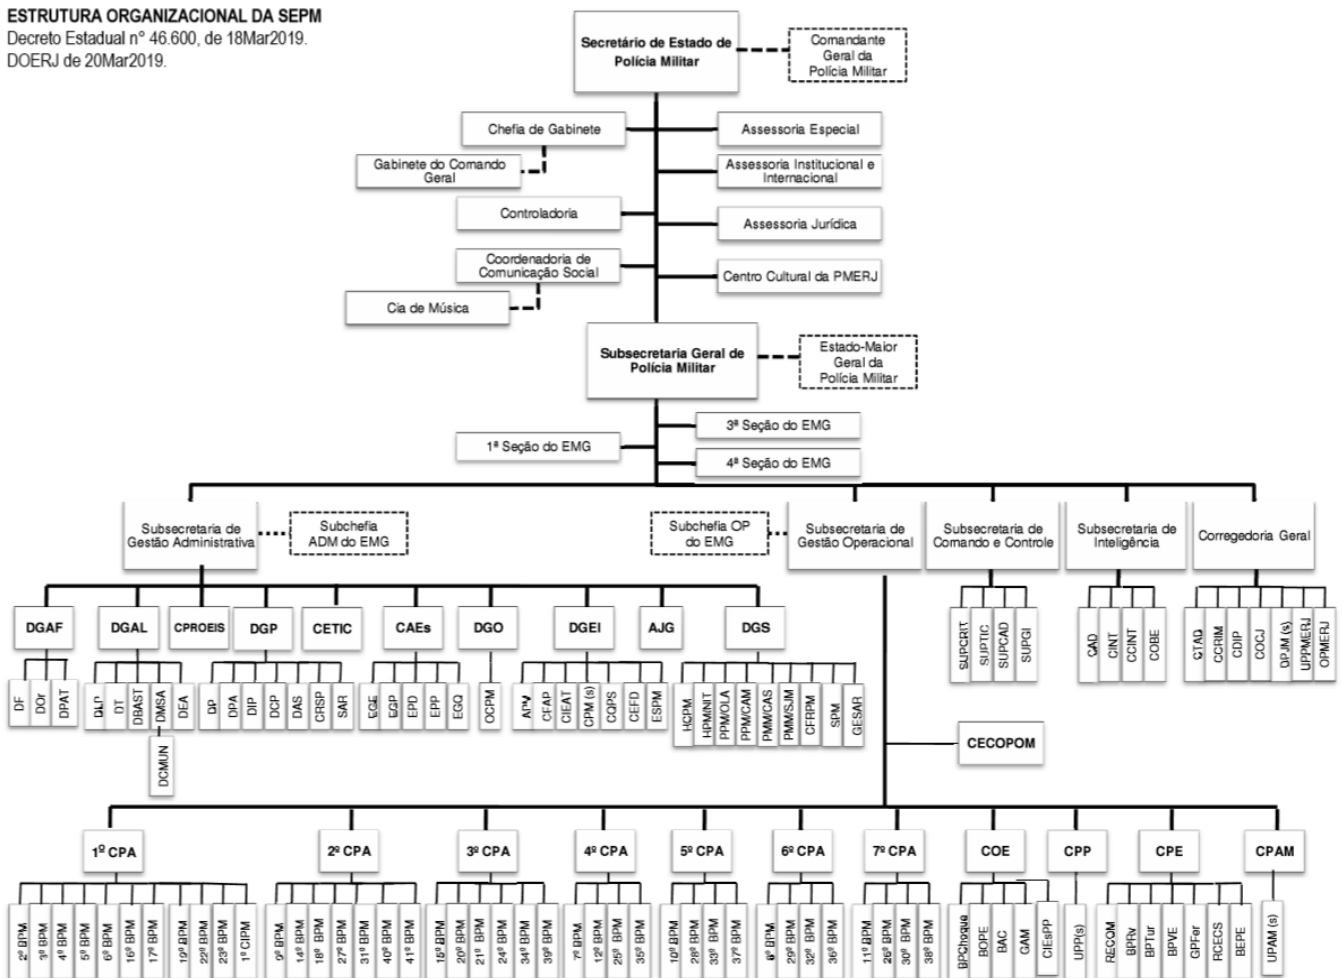 ESTRUTURA ORGANIZACIONAL DA SEPM
Decreto Estadual n° 46.600, de 18Mar2019.
DOERJ de 20Mar2019.
Secretário de Estado de
Polícia Militar
Comandante
Geral da
Polícia Militar
Chefia de Gabinete
Assessoria Especial
Gabinete do Comando
Geral
Assessoria Institucional e
Internacional
Controladoria
Assessoria Jurídica
Coordenadoria de
Comunicação Social
Centro Cultural da PMERJ
Cia de Música
Subsecretaria Geral de
Polícia Militar
Estado-Maior
Geral da
Polícia Militar
3ª Seção do EMG
1ª Seção do EMG
4ª Seção do EMG
Subsecretaria de
Gestão Administrativa
Subchefia
ADM do EMG
Subchefia OP
do EMG
Subsecretaria de
Gestão Operacional
Subsecretaria de
Comando e Controle
Subsecretaria de
Inteligência
Corregedoria Geral
SUPCRIT
SUPTIC
SUPCAD
SUPGI
CAD
CINT
CCINT
COBE
CCRIM
CDIP
COCJ
DPJM (s)
UPPMERJ
OPMERJ
DGAF
DGAL
CPROEIS
DGP
CETIC
CAEs
DGO
DGEI
AJG
DGS
DF
DOr
DPAT
DT
DBAST
DMSA
DEA
DCMUN
DP
DPA
DIP
DCP
DAS
CRSP
SAR
EGE
EGP
EPD
EPP
EGQ
OCPM
APM
CFAP
CIEAT
CPM (s)
CQPS
CEFD
ESPM
HCPM
HPM/NIT
PPM/OLA
PPM/CAM
PMM/CAS
PMM/SJM
CFRPM
SPM
GESAR
CECOPOM
1º CPA
2º CPA
3º CPA
4º CPA
5º CPA
6º CPA
7º CPA
COE
CPP
CPE
CPAM
2º BPM
3º BPM
4º BPM
5º BPM
6º BPM
16º BPM
17º BPM
19º BPM
22º BPM
23º BPM
1º CIPM
9º BPM
14º BPM
18º BPM
27º BPM
31º BPM
40º BPM
41º BPM
15º BPM
20º BPM
21º BPM
24º BPM
34º BPM
39º BPM
7º BPM
12º BPM
25º BPM
35º BPM
10º BPM
28º BPM
33º BPM
37º BPM
8º BPM
29º BPM
32º BPM
36º BPM
11º BPM
26º BPM
30º BPM
38º BPM
BPChoque
BOPE
BAC
GAM
CIEsPP
UPP(s)
RECOM
BPRv
BPTur
BPVE
GPFer
RCECS
BEPE
UPAM (s)